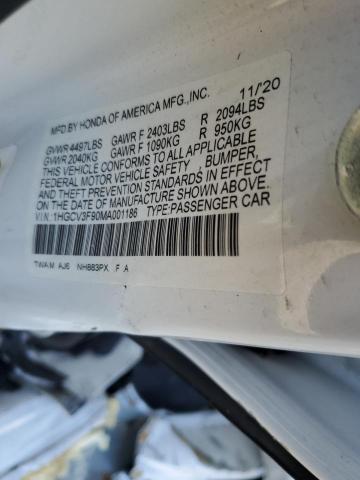 MFD.BY HONDA OF AMERICA MFG.,INC. 11/'20
GVWR 4497LBS GAWR F 2403LBS R 2094LBS
GVWR 2040KG GAWR F 1090KG R 950KG
THIS VEHICLE CONFORMS TO ALL APPLICABLE
FEDERAL MOTOR VEHICLE SAFETY, BUMPER,
AND THEFT PREVENTION STANDARDS IN EFFECT
ON THE DATE OF MANUFACTURE SHOWN ABOVE.
V.I.N.:1HGCV3F90MA001186 TYPE:PASSENGER CAR
TWAM AJ6 NH883PX F A